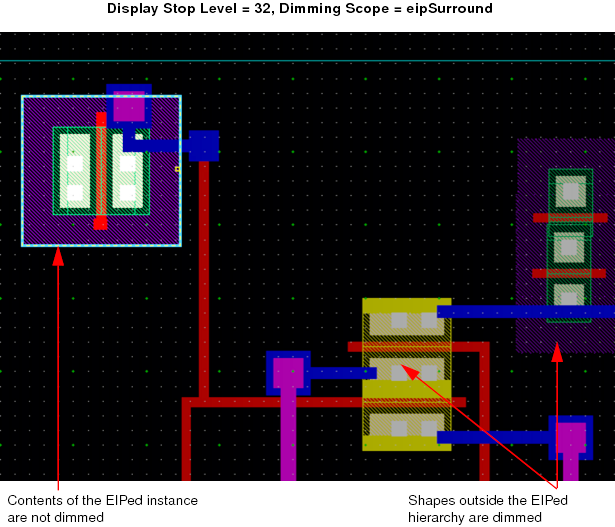 Display Stop Level = 32, Dimming Scope = eipSurround
Contents of the EIPed instance
are not dimmed
Shapes outside the EIPed
hierarchy are dimmed